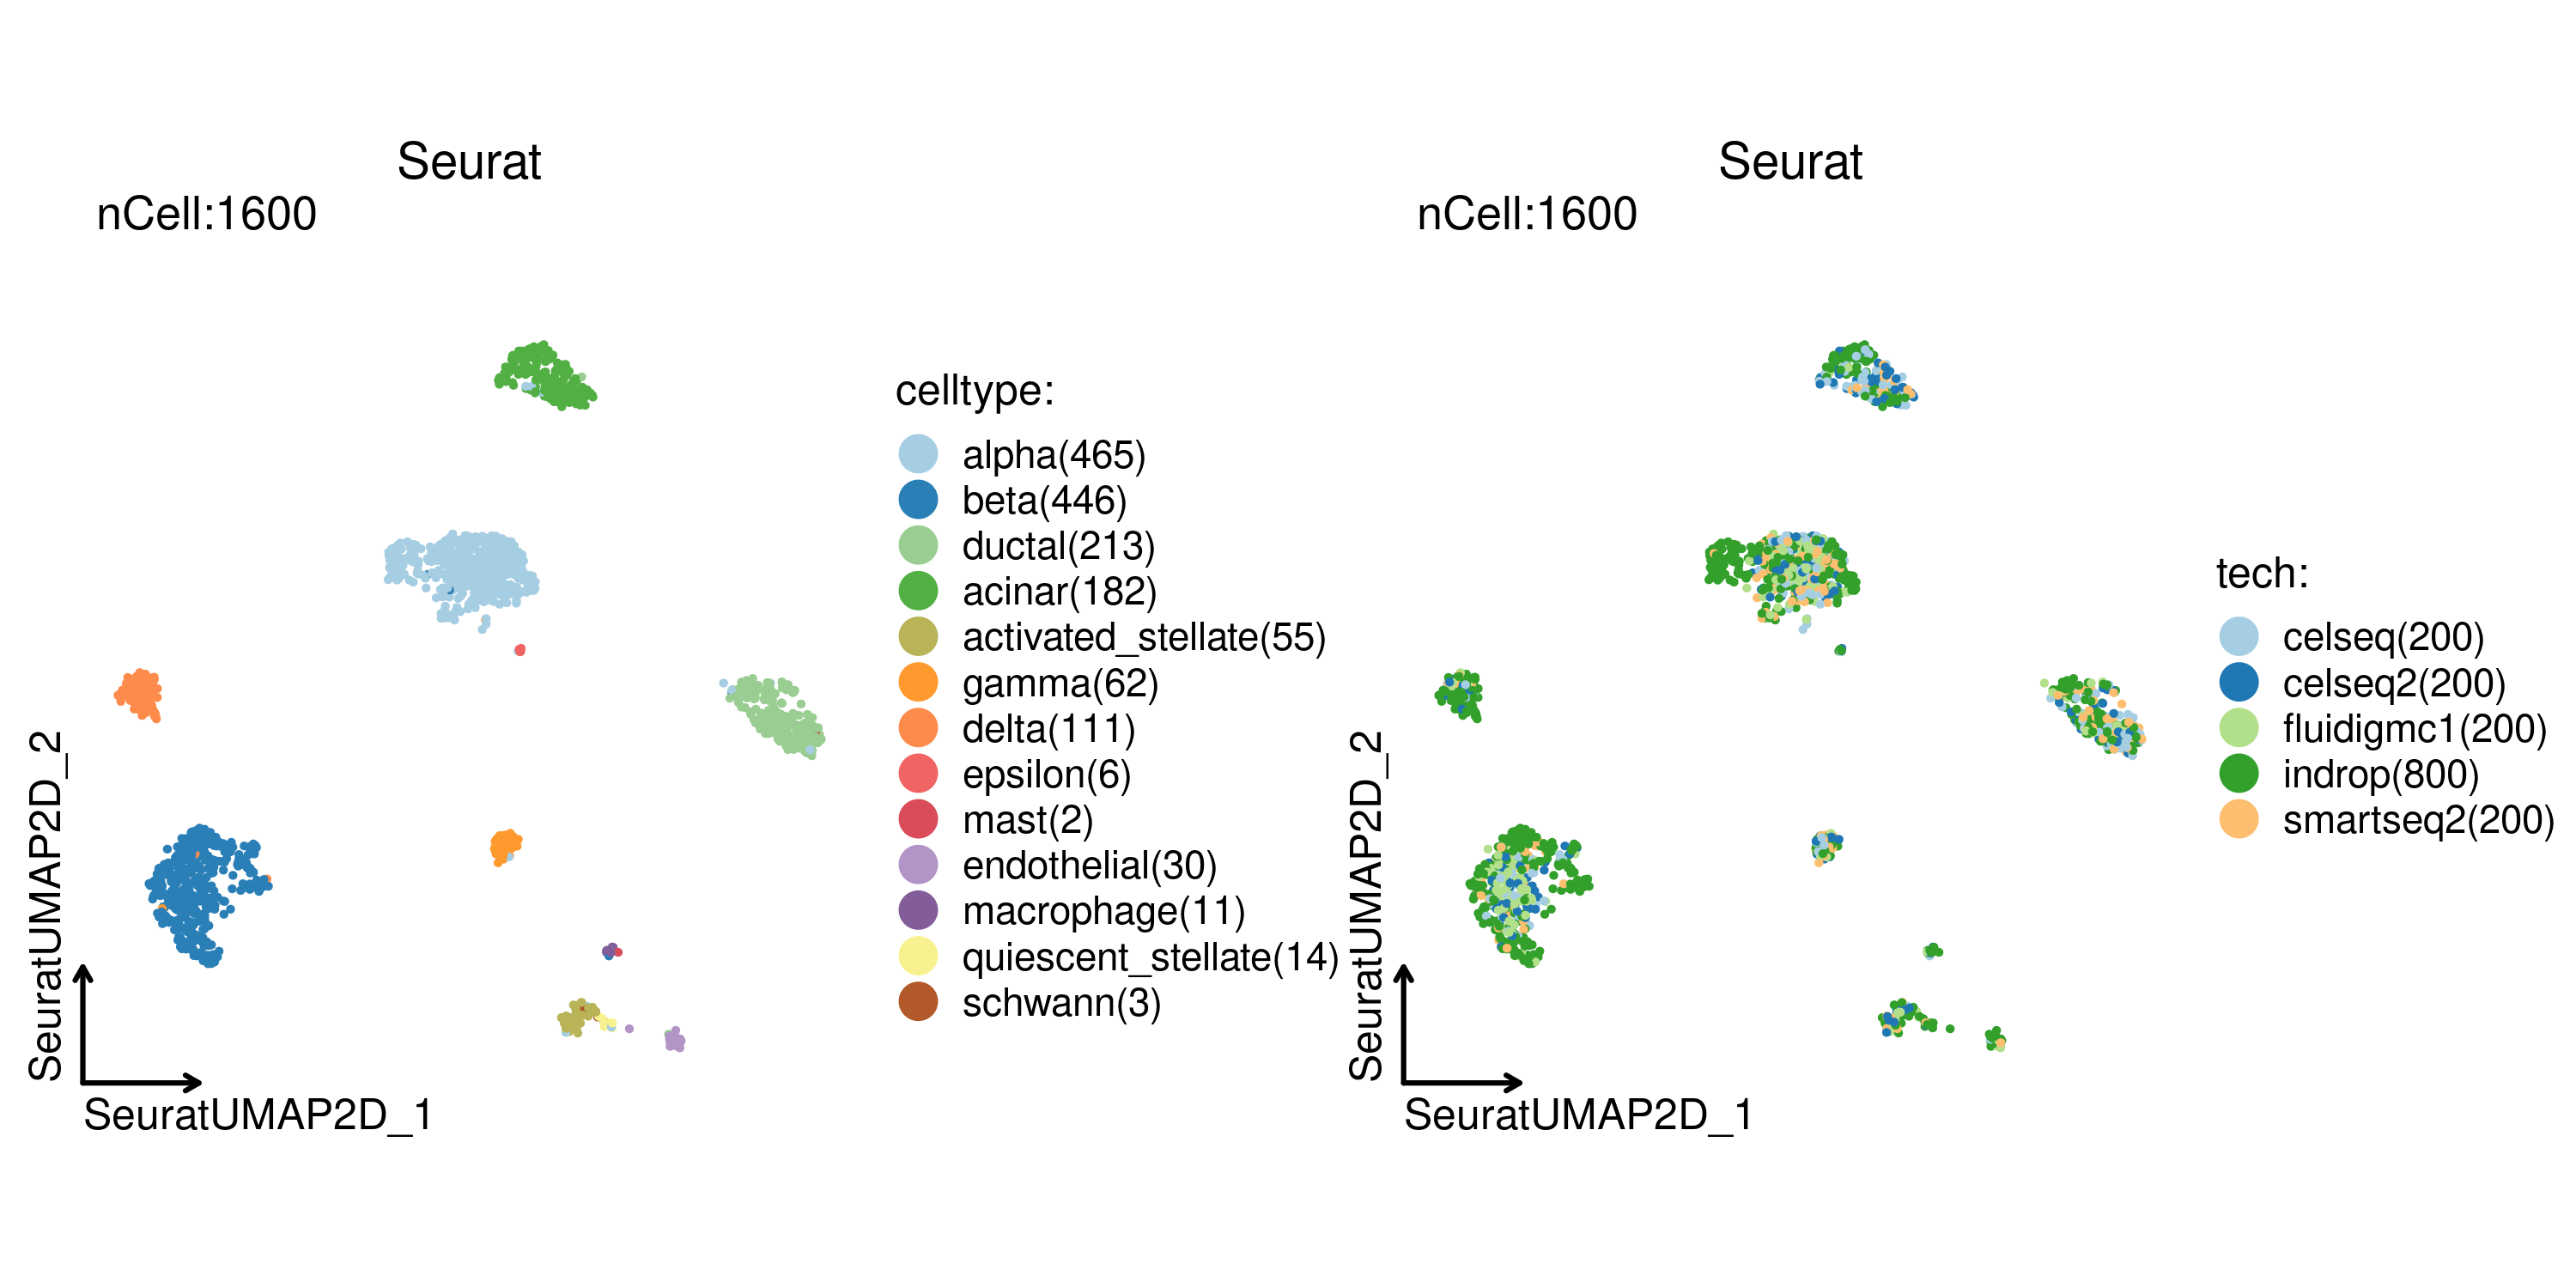 Seurat
nCell:1600
celltype:
alpha(465)
beta(446)
ductal(213)
acinar(182)
activated_stellate(55)
gamma(62)
delta(111)
epsilon(6)
mast(2)
endothelial(30)
macrophage(11)
quiescent_stellate(14)
schwann(3)
SeuratUMAP2D_2
SeuratUMAP2D_1
Seurat
nCell:1600
tech:
celseq(200)
celseq2(200)
fluidigmc1(200)
indrop(800)
smartseq2(200)
SeuratUMAP2D_2
SeuratUMAP2D_1